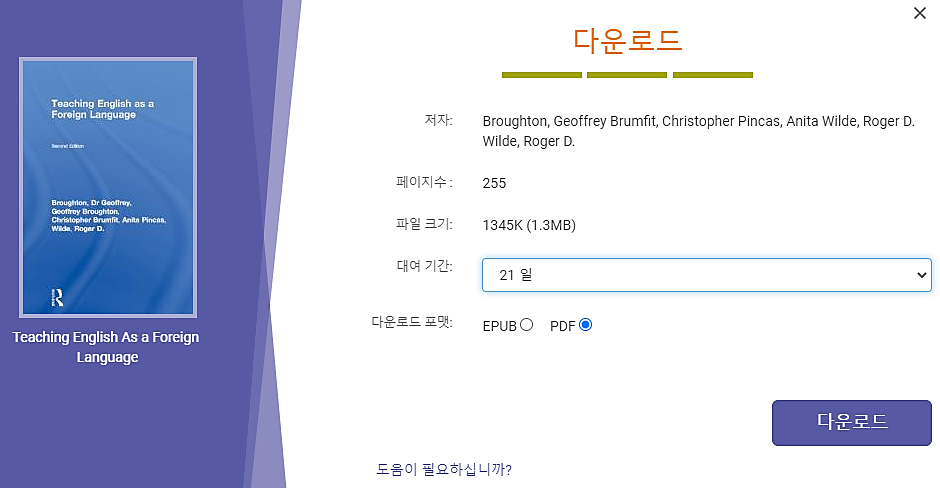 다운로드
Teaching English as a
Foreign Language
Second Edition
Broughton, Dr Geoffrey,
Geoffrey Broughton,
Christopher Brumfit, Anita Pincas,
Wilde, Roger D.
Teaching English As a Foreign
Language
저자: Broughton, Geoffrey Brumfit, Christopher Pincas, Anita Wilde, Roger D.
Wilde, Roger D.
페이지수 : 255
파일 크기: 1345K (1.3MB)
대여 기간: 21 일
다운로드 포맷: EPUB PDF
다운로드
도움이 필요하십니까?